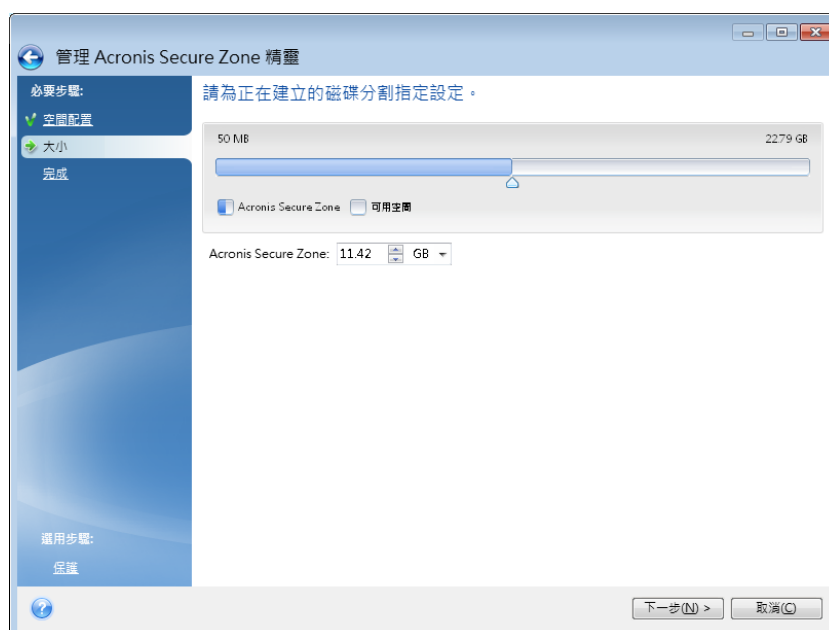 管理 Acronis Secure Zone 精靈
必要步驟:
空間配置
大小
完成
請為正在建立的磁碟分割指定設定。
50 MB 22.79 GB
Acronis Secure Zone 可用空間
Acronis Secure Zone: 11.42 GB
選用步驟:
保護
下一步(N) > 取消(C)